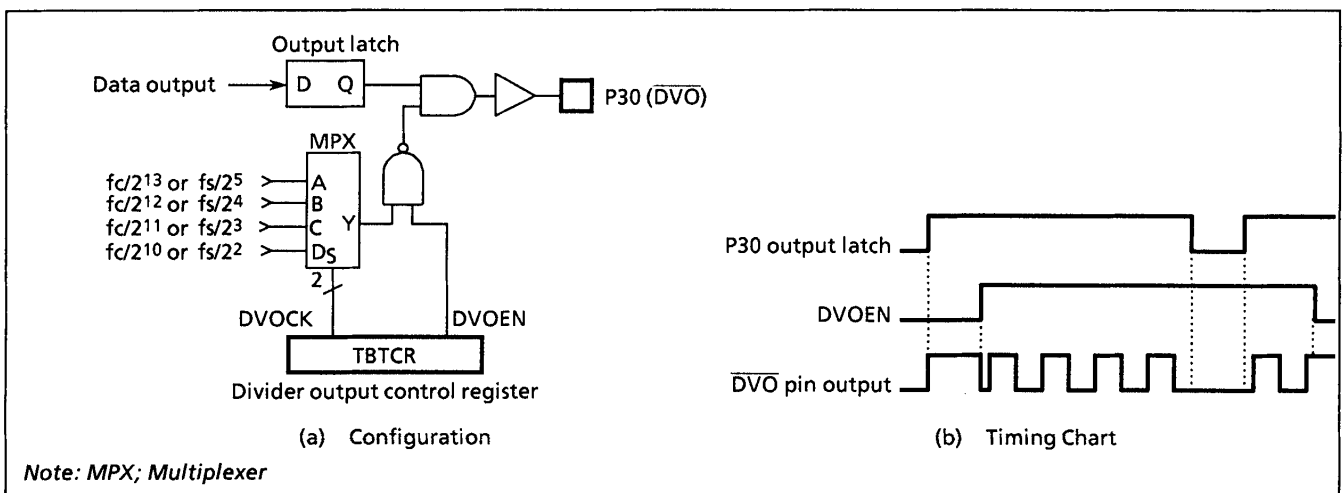 Output latch
Data output
D Q
P30 (DVO)
MPX
fc/2¹³ or fs/2⁵
fc/2¹² or fs/2⁴
fc/2¹¹ or fs/2³
fc/2¹⁰ or fs/2²
A
B
C
D
Y
S
2
DVOCK
DVOEN
TBTCR
Divider output control register
(a) Configuration
P30 output latch
DVOEN
DVO pin output
(b) Timing Chart
Note: MPX; Multiplexer